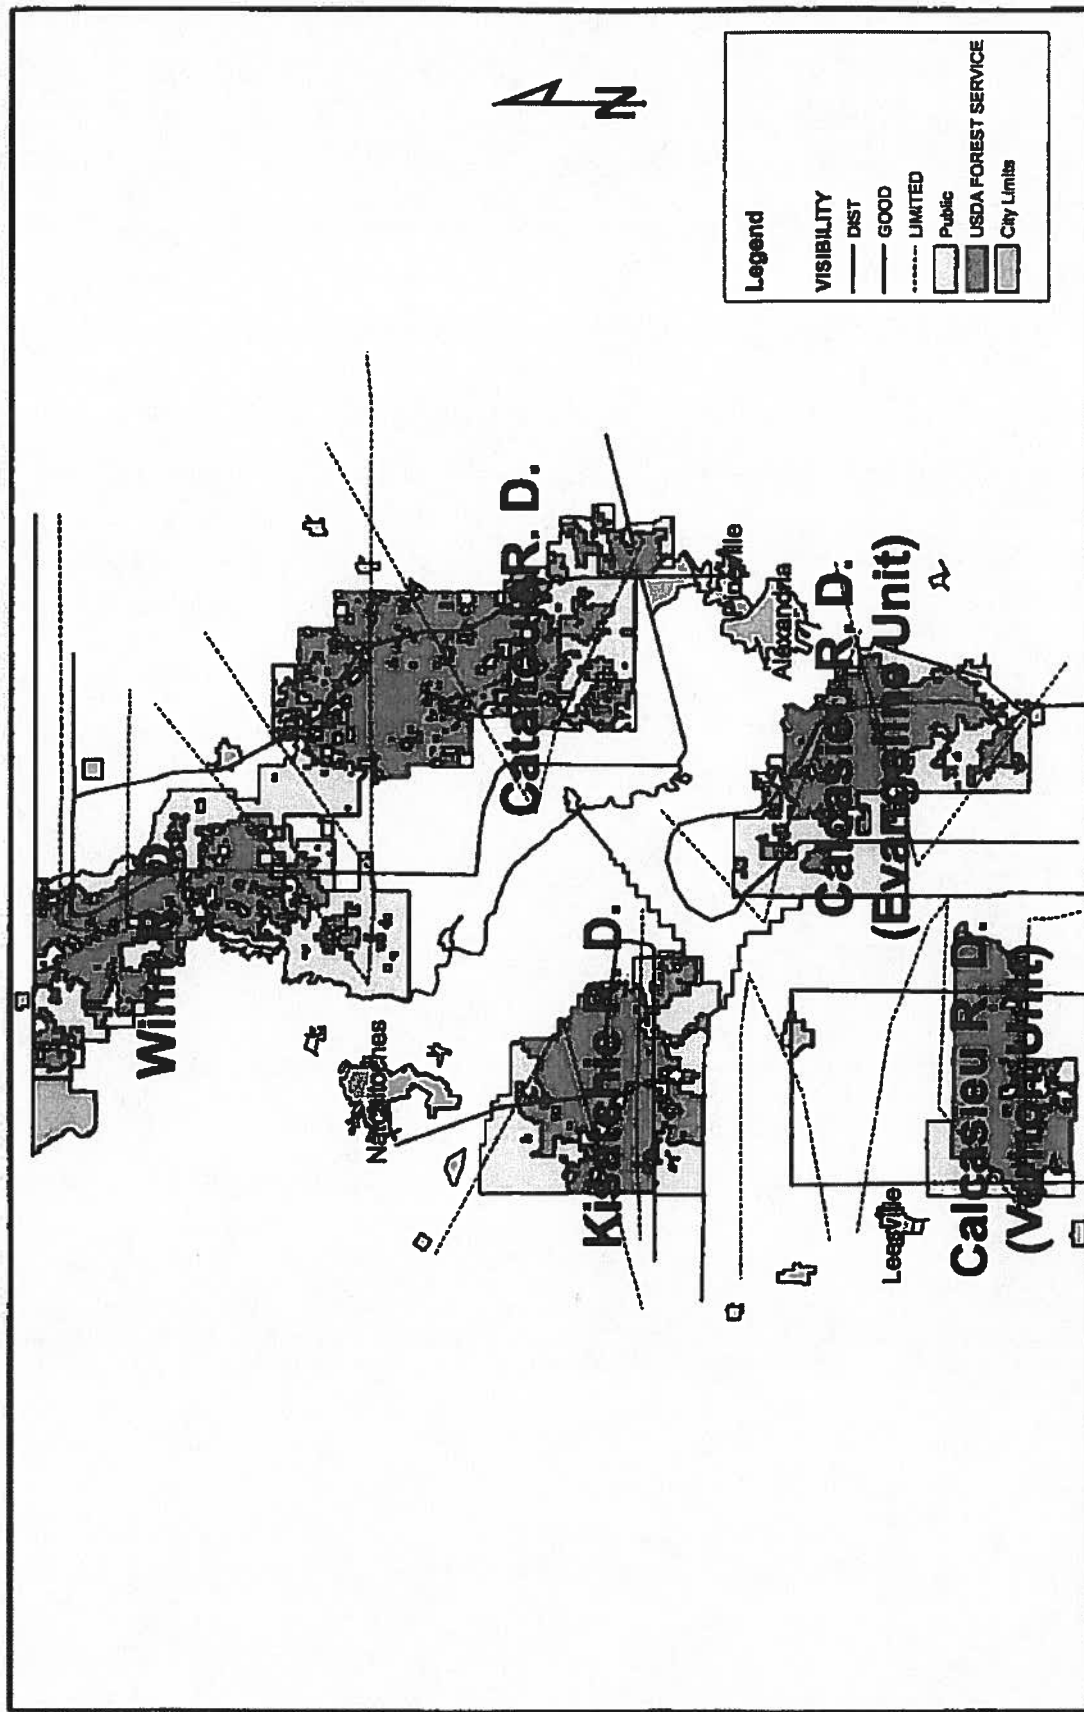 Winn R. D.
Natchitoches
Catahoula R. D.
Kisatchie R. D.
Pineville
Alexandria
Calcasieu R. D.
(Evangeline Unit)
Leesville
Calcasieu R. D.
(Vernon Unit)
N
Legend
VISIBILITY
DIST
GOOD
LIMITED
Public
USDA FOREST SERVICE
City Limits